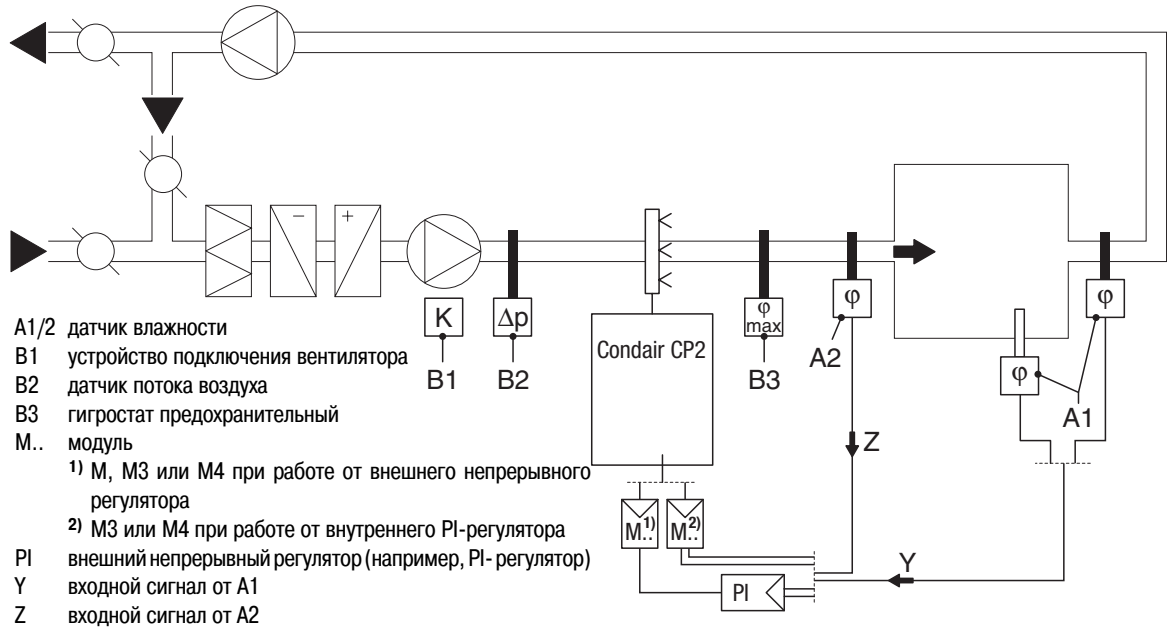 − +
K
Δp
φ
max
φ
φ
φ
Condair CP2
B1
B2
B3
A2
A1
Z
Y
M..1)
M..2)
PI
A1/2 датчик влажности
B1 устройство подключения вентилятора
B2 датчик потока воздуха
B3 гигростат предохранительный
M.. модуль
1) M, M3 или M4 при работе от внешнего непрерывного
регулятора
2) M3 или M4 при работе от внутреннего PI-регулятора
PI внешний непрерывный регулятор (например, PI- регулятор)
Y входной сигнал от A1
Z входной сигнал от A2